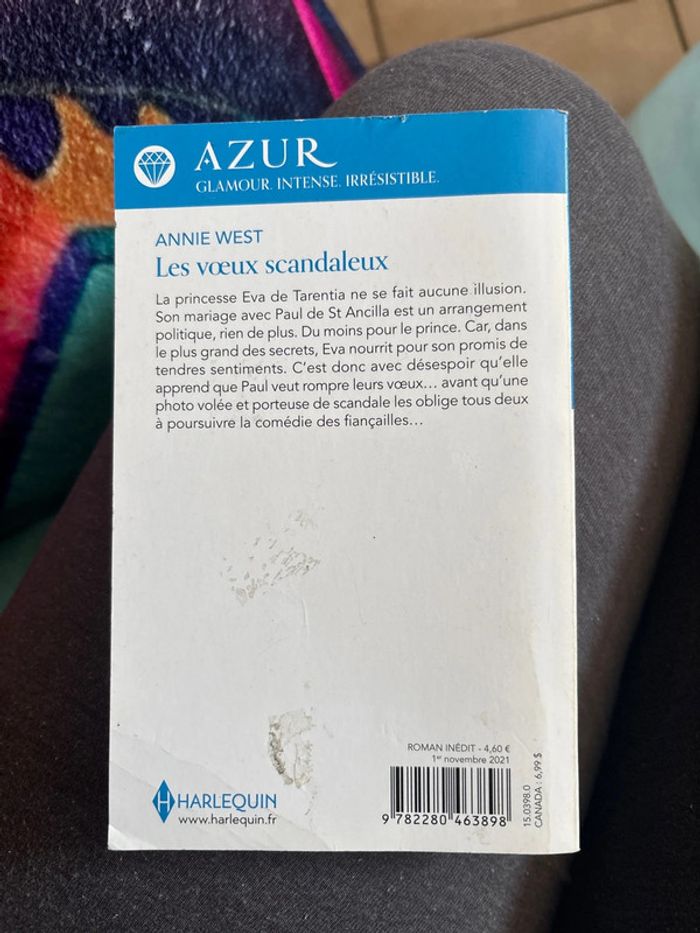 AZUR
GLAMOUR. INTENSE. IRRÉSISTIBLE.
ANNIE WEST
Les vœux scandaleux
La princesse Eva de Tarentia ne se fait aucune illusion.
Son mariage avec Paul de St Ancilla est un arrangement
politique, rien de plus. Du moins pour le prince. Car, dans
le plus grand des secrets, Eva nourrit pour son promis de
tendres sentiments. C’est donc avec désespoir qu’elle
apprend que Paul veut rompre leurs vœux… avant qu’une
photo volée et porteuse de scandale les oblige tous deux
à poursuivre la comédie des fiançailles…
ROMAN INÉDIT - 4,60 €
1er novembre 2021
HARLEQUIN
www.harlequin.fr
9 782280 463898
15.0398.0
CANADA : 6,99 $